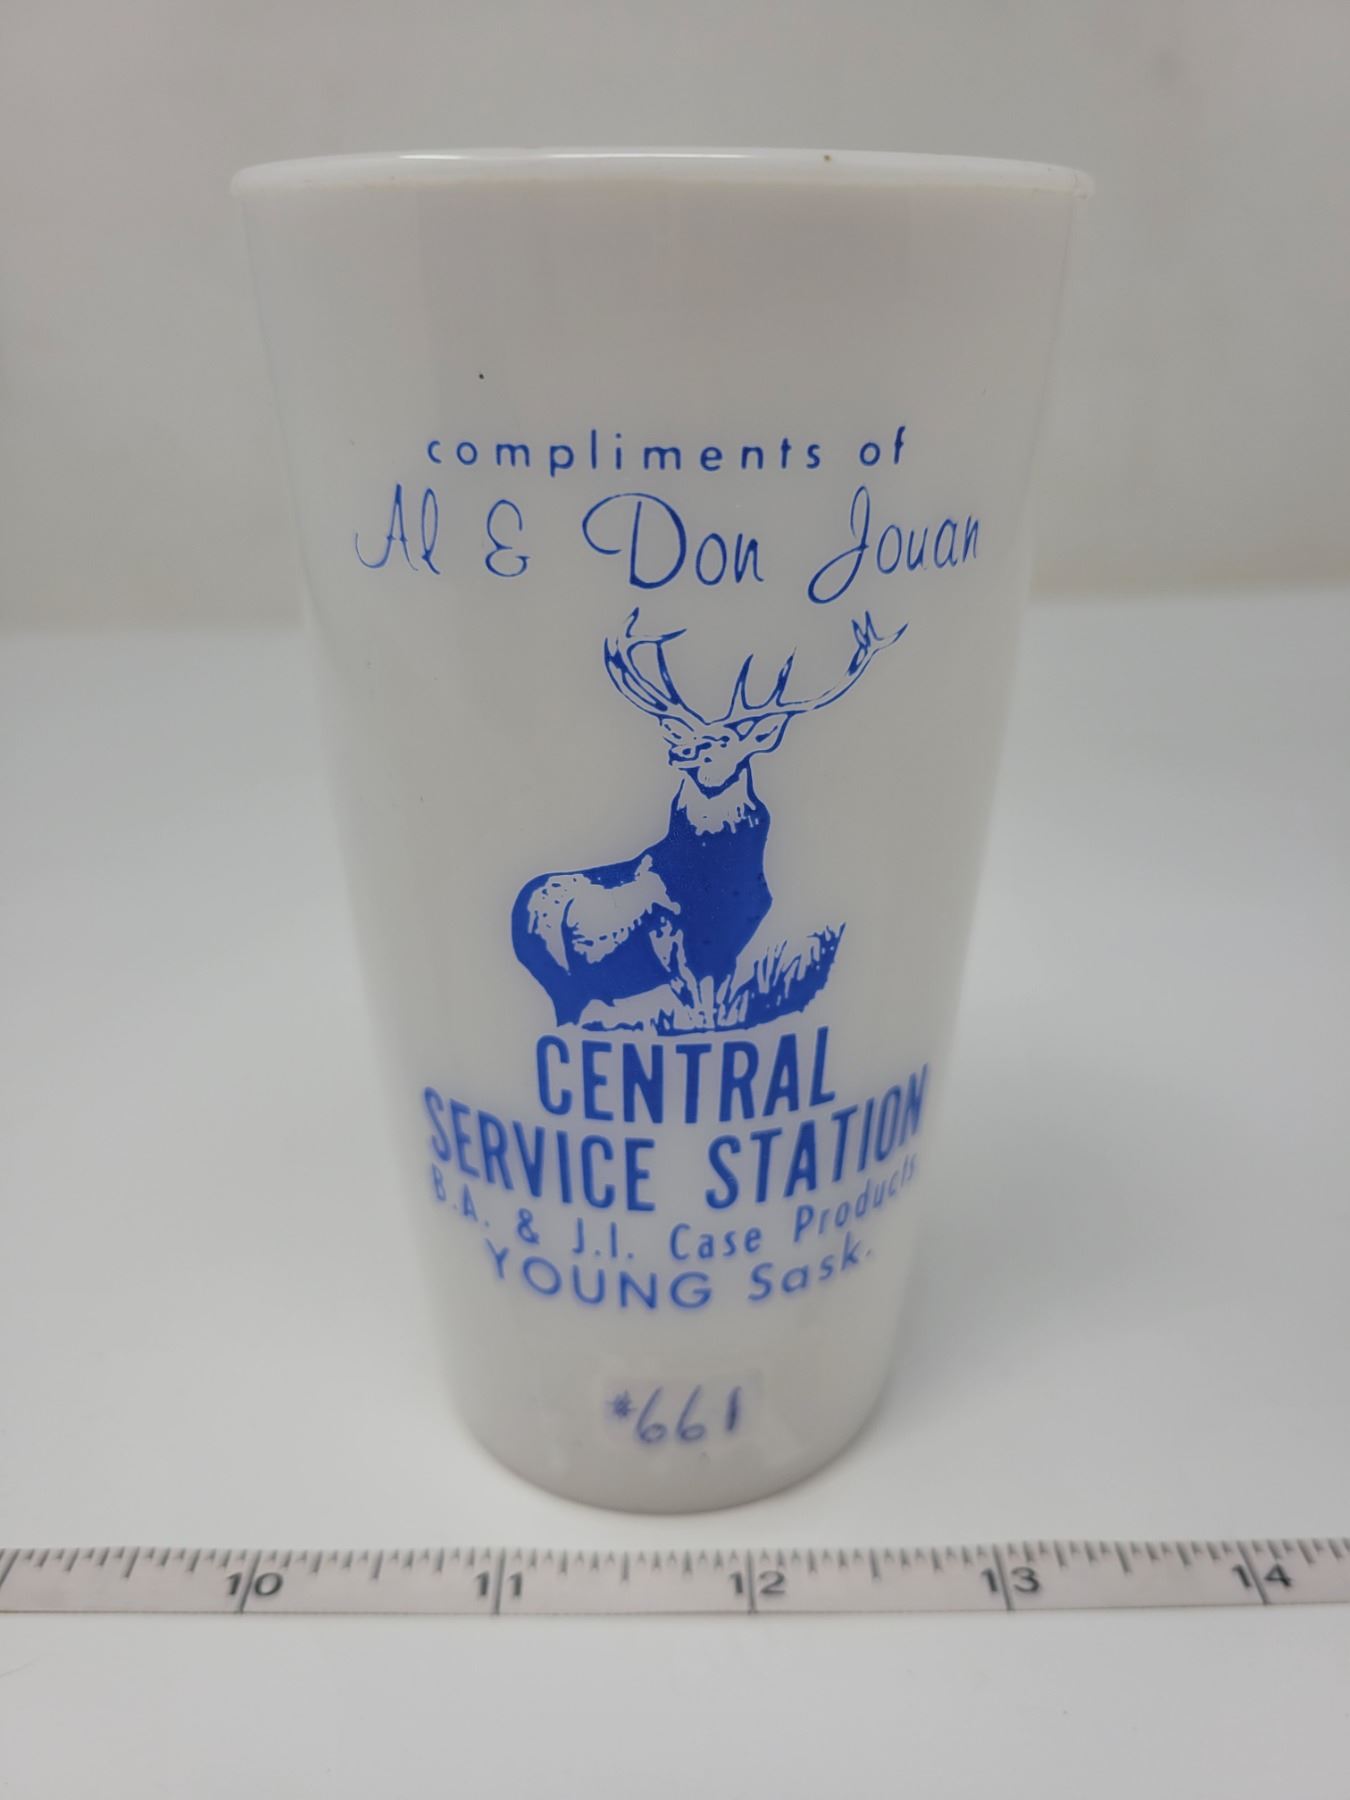 compliments of
Al & Don Jouan
CENTRAL
SERVICE STATION
B.A. & J.I. Case Products
YOUNG Sask.
#661
10 11 12 13 14